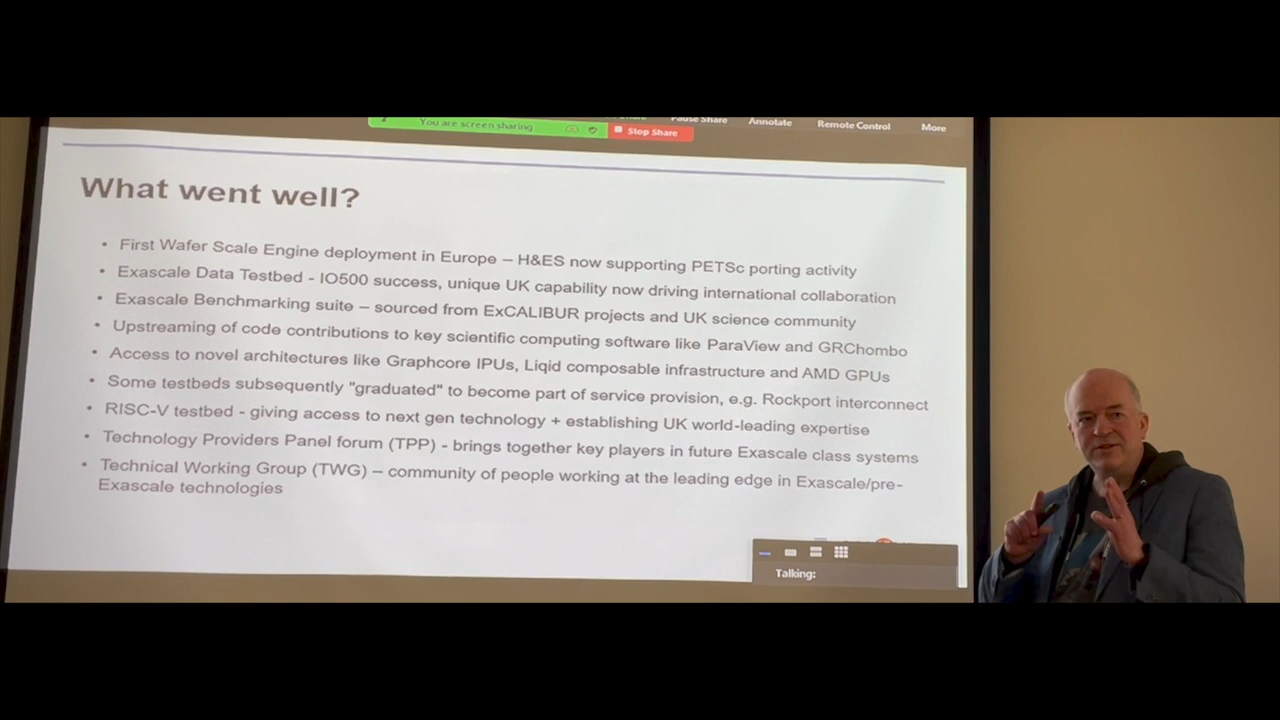 You are screen sharing
Stop Share
Pause Share
Annotate
Remote Control
More
What went well?
• First Wafer Scale Engine deployment in Europe – H&ES now supporting PETSc porting activity
• Exascale Data Testbed - IO500 success, unique UK capability now driving international collaboration
• Exascale Benchmarking suite – sourced from ExCALIBUR projects and UK science community
• Upstreaming of code contributions to key scientific computing software like ParaView and GRChombo
• Access to novel architectures like Graphcore IPUs, Liqid composable infrastructure and AMD GPUs
• Some testbeds subsequently "graduated" to become part of service provision, e.g. Rockport interconnect
• RISC-V testbed - giving access to next gen technology + establishing UK world-leading expertise
• Technology Providers Panel forum (TPP) - brings together key players in future Exascale class systems
• Technical Working Group (TWG) – community of people working at the leading edge in Exascale/pre-
Exascale technologies
Talking: